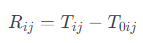 R_{ij} = T_{ij} - T_{0ij}